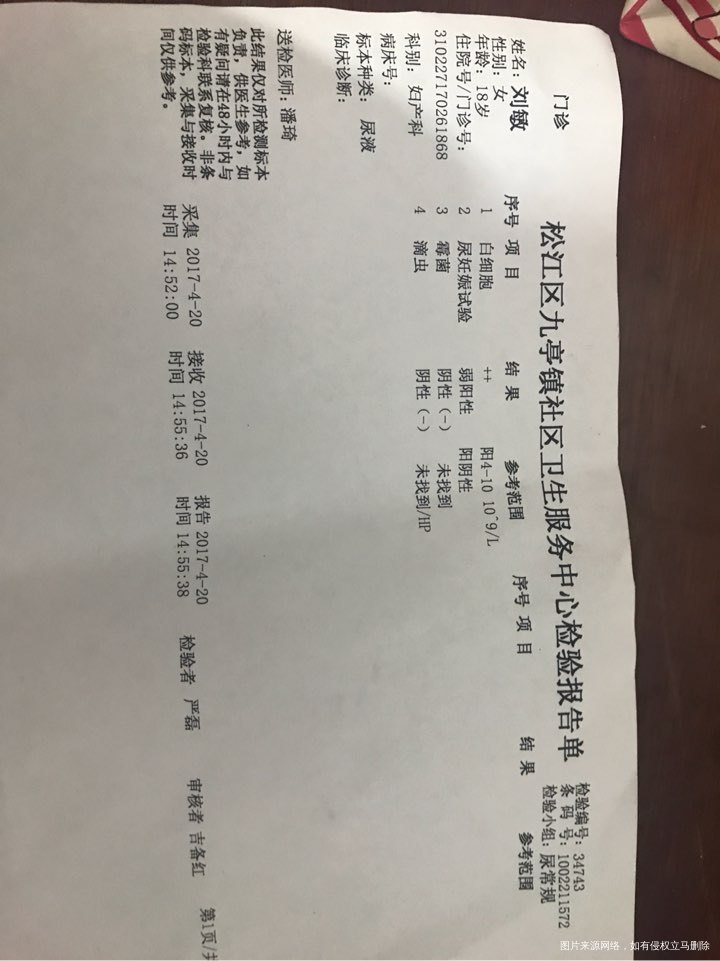 门诊
松江区九亭镇社区卫生服务中心检验报告单
检验编号: 34743
条 码 号: 1002211572
检验小组: 尿常规
姓名: 刘敏
性别: 女
年龄: 18岁
住院号/门诊号:
310227170261868
科别: 妇产科
病床号:
标本种类: 尿液
临床诊断:
序号 项 目 结 果 参考范围 序号 项 目 结 果 参考范围
1 白细胞 ++ 阳4-10 10^9/L
2 尿妊娠试验 弱阳性 阳阴性
3 霉菌 阴性(-) 未找到
4 滴虫 阴性(-) 未找到/HP
送检医师: 潘琦
此结果仅对所检测标本
负责,供医生参考,如
有疑问请在48小时内与
检验科联系复核。非条
码标本,采集与接收时
间仅供参考。
采集 2017-4-20 接收 2017-4-20 报告 2017-4-20 检验者 严磊 审核者 吉备红 第1页/共
时间 14:52:00 时间 14:55:36 时间 14:55:38
图片来源网络,如有侵权立马删除